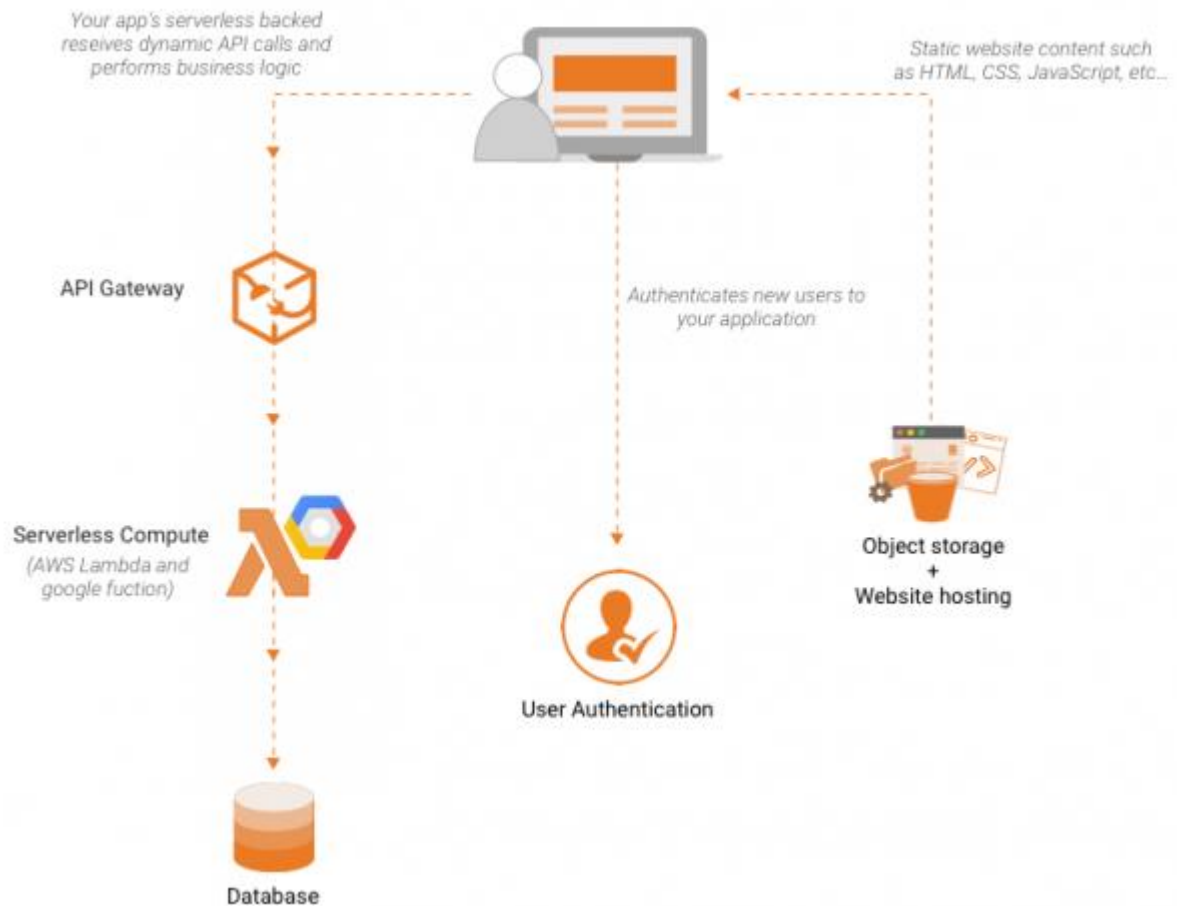 Your app's serverless backed
reseives dynamic API calls and
performs business logic
Static website content such
as HTML, CSS, JavaScript, etc...
API Gateway
Authenticates new users to
your application
Serverless Compute
(AWS Lambda and
google fuction)
Object storage
+
Website hosting
User Authentication
Database